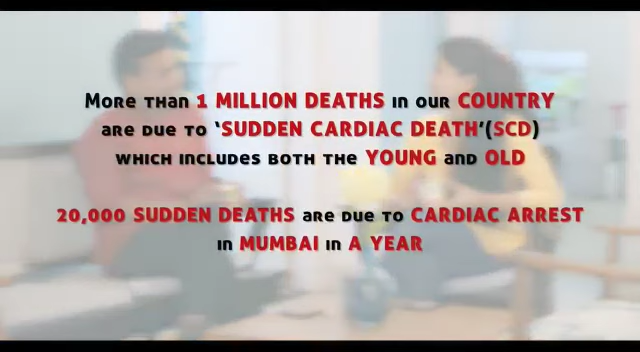 More than 1 MILLION DEATHS in our COUNTRY
are due to 'SUDDEN CARDIAC DEATH'(SCD)
which includes both the YOUNG and OLD
20,000 SUDDEN DEATHS are due to CARDIAC ARREST
in MUMBAI in A YEAR